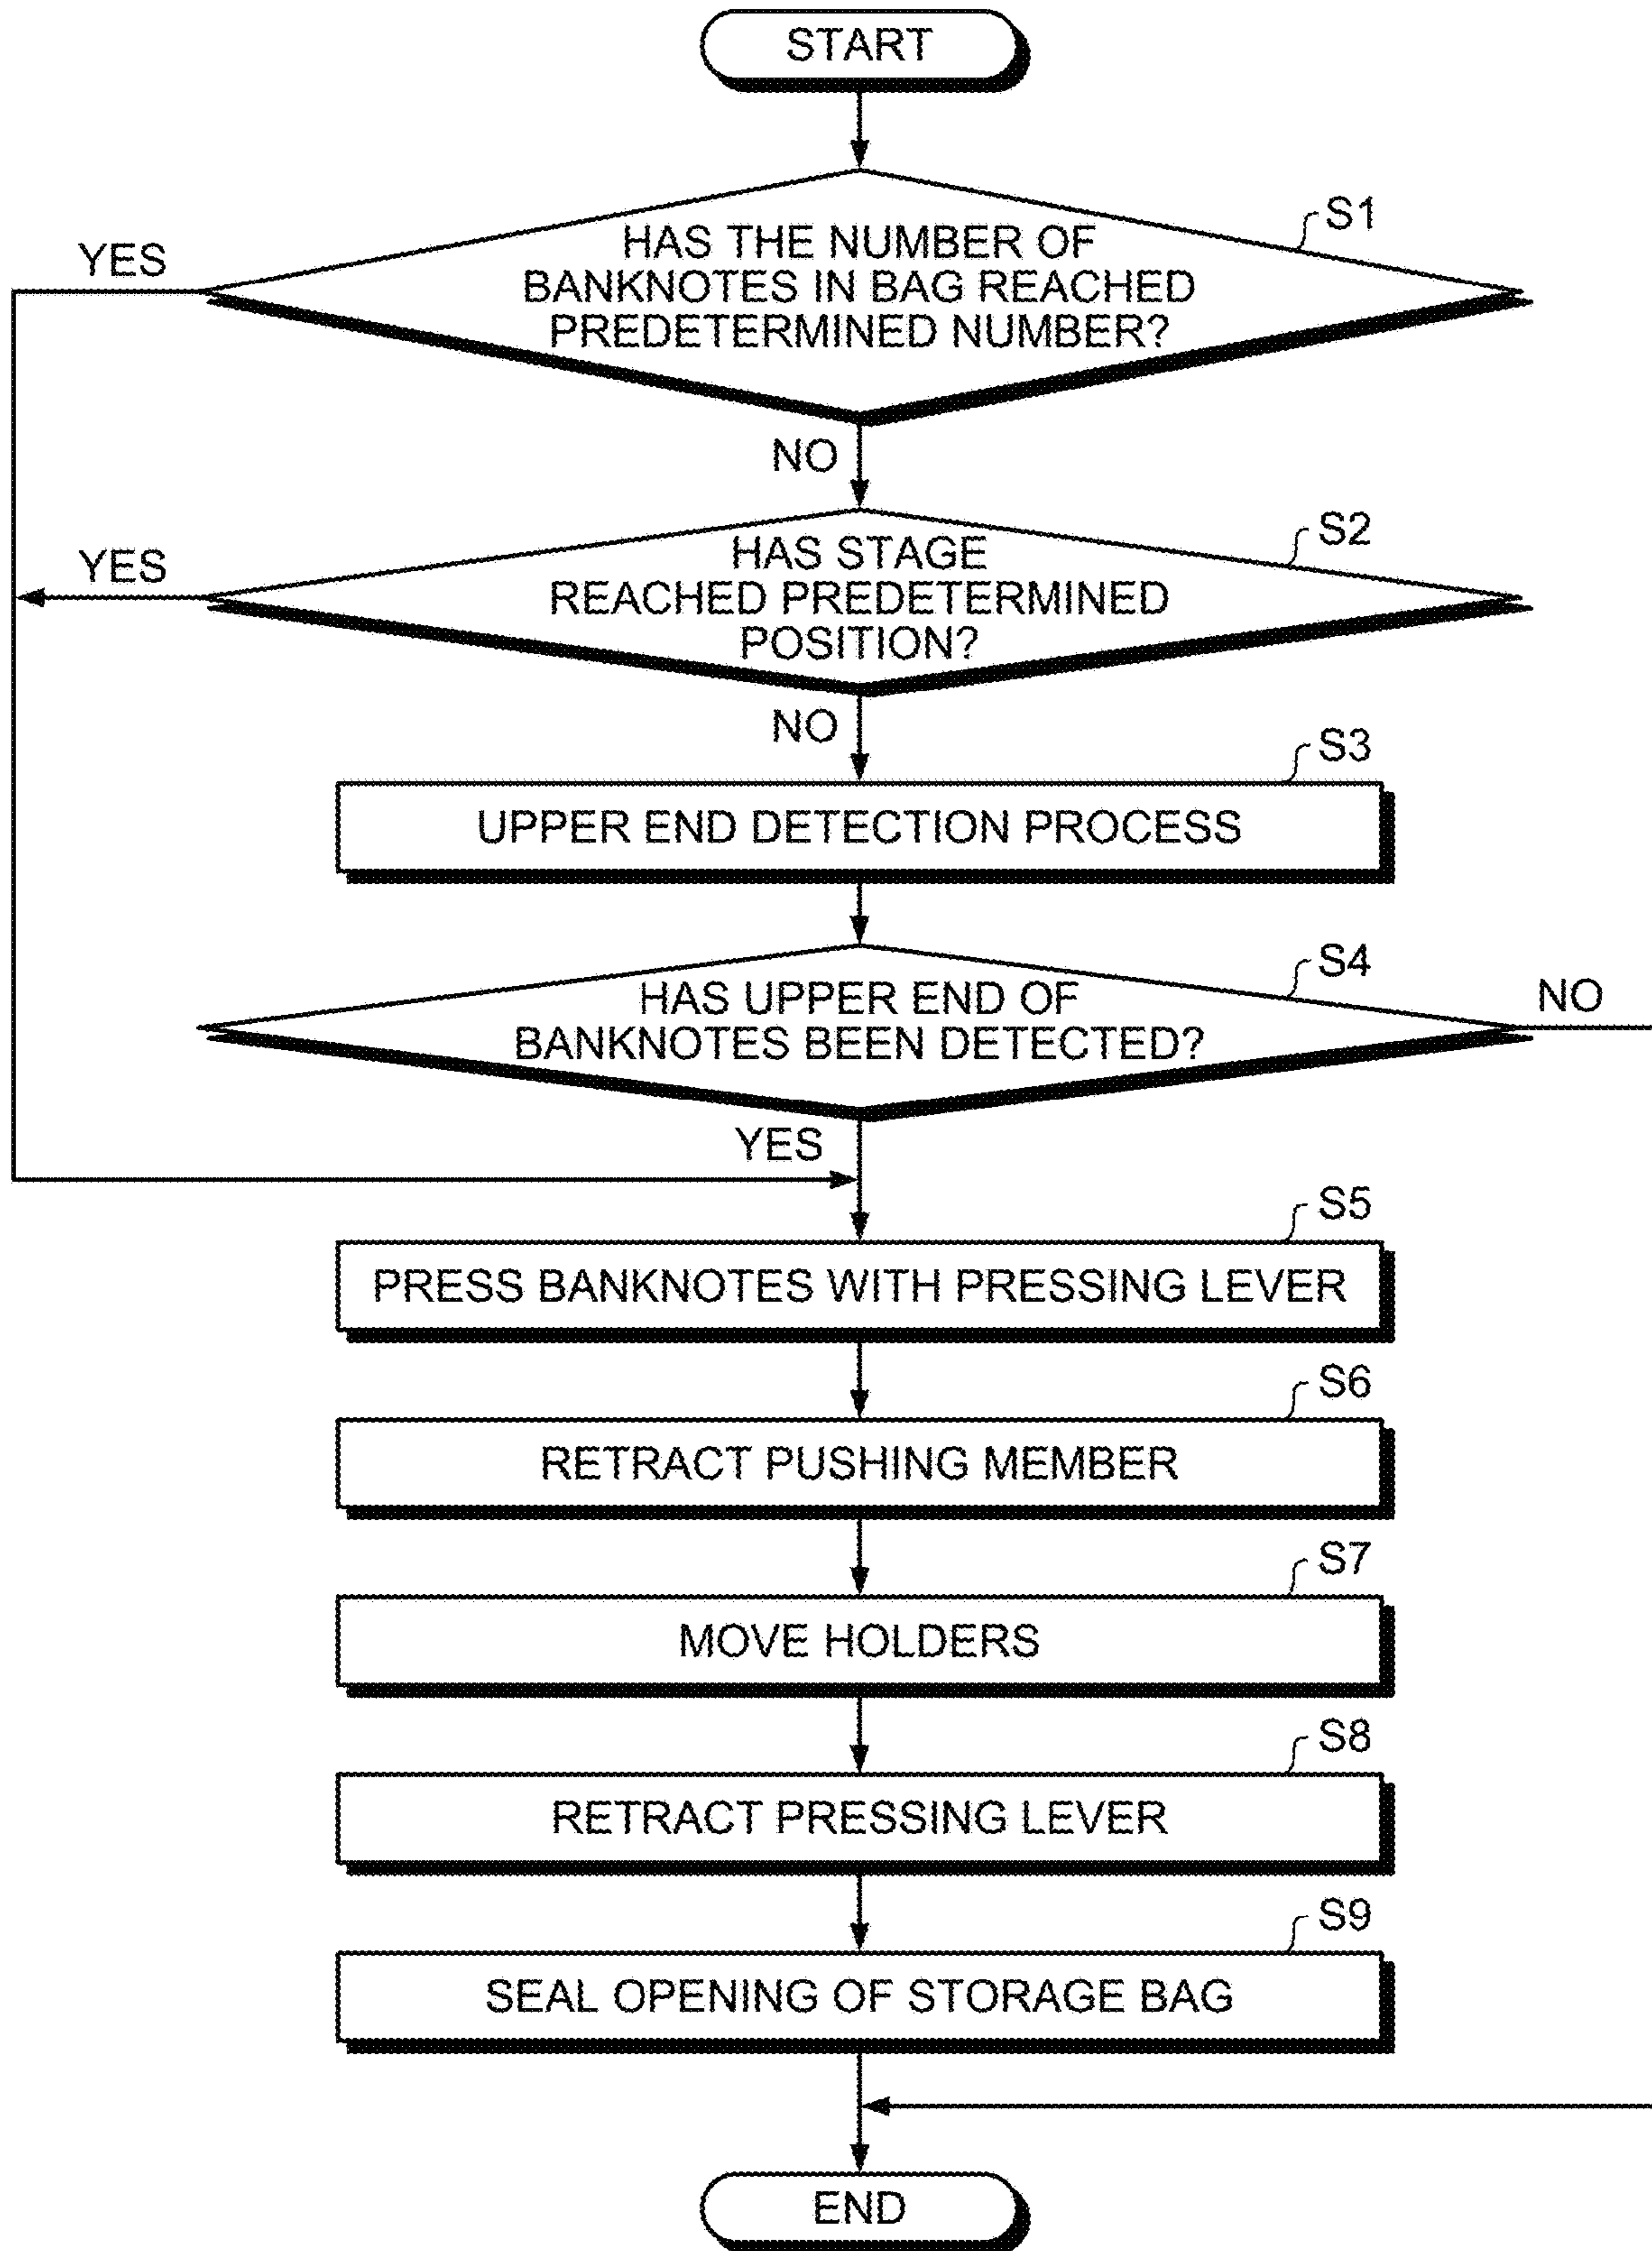 START
S1
HAS THE NUMBER OF
BANKNOTES IN BAG REACHED
PREDETERMINED NUMBER?
YES
NO
S2
HAS STAGE
REACHED PREDETERMINED
POSITION?
YES
NO
S3
UPPER END DETECTION PROCESS
S4
HAS UPPER END OF
BANKNOTES BEEN DETECTED?
NO
YES
S5
PRESS BANKNOTES WITH PRESSING LEVER
S6
RETRACT PUSHING MEMBER
S7
MOVE HOLDERS
S8
RETRACT PRESSING LEVER
S9
SEAL OPENING OF STORAGE BAG
END